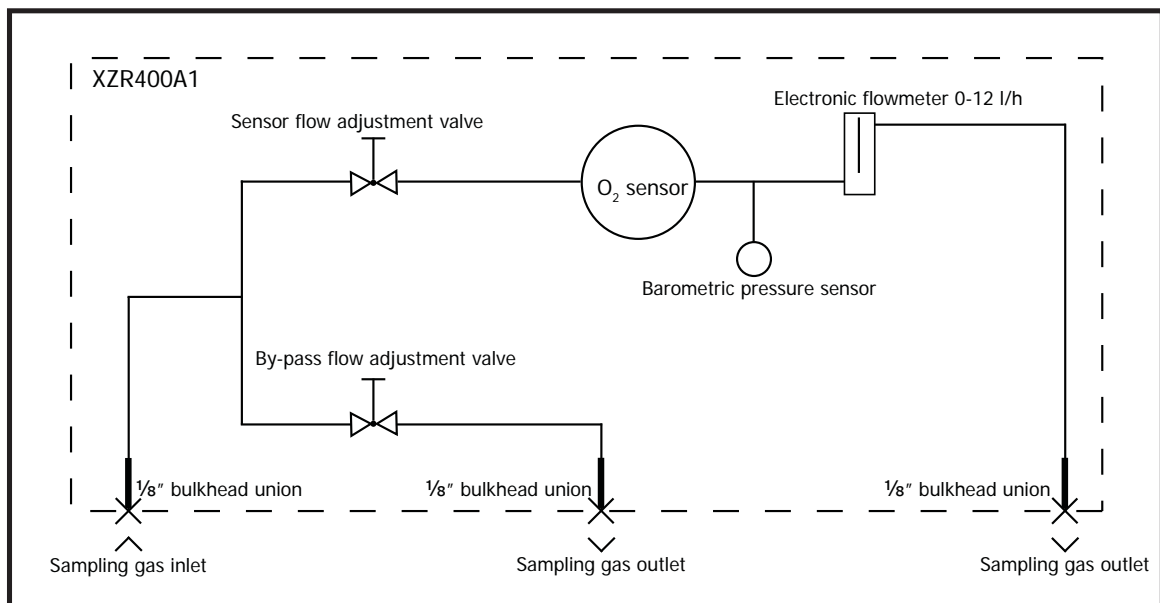 XZR400A1
Electronic flowmeter 0-12 l/h
Sensor flow adjustment valve
O₂ sensor
Barometric pressure sensor
By-pass flow adjustment valve
⅛" bulkhead union
⅛" bulkhead union
⅛" bulkhead union
Sampling gas inlet
Sampling gas outlet
Sampling gas outlet